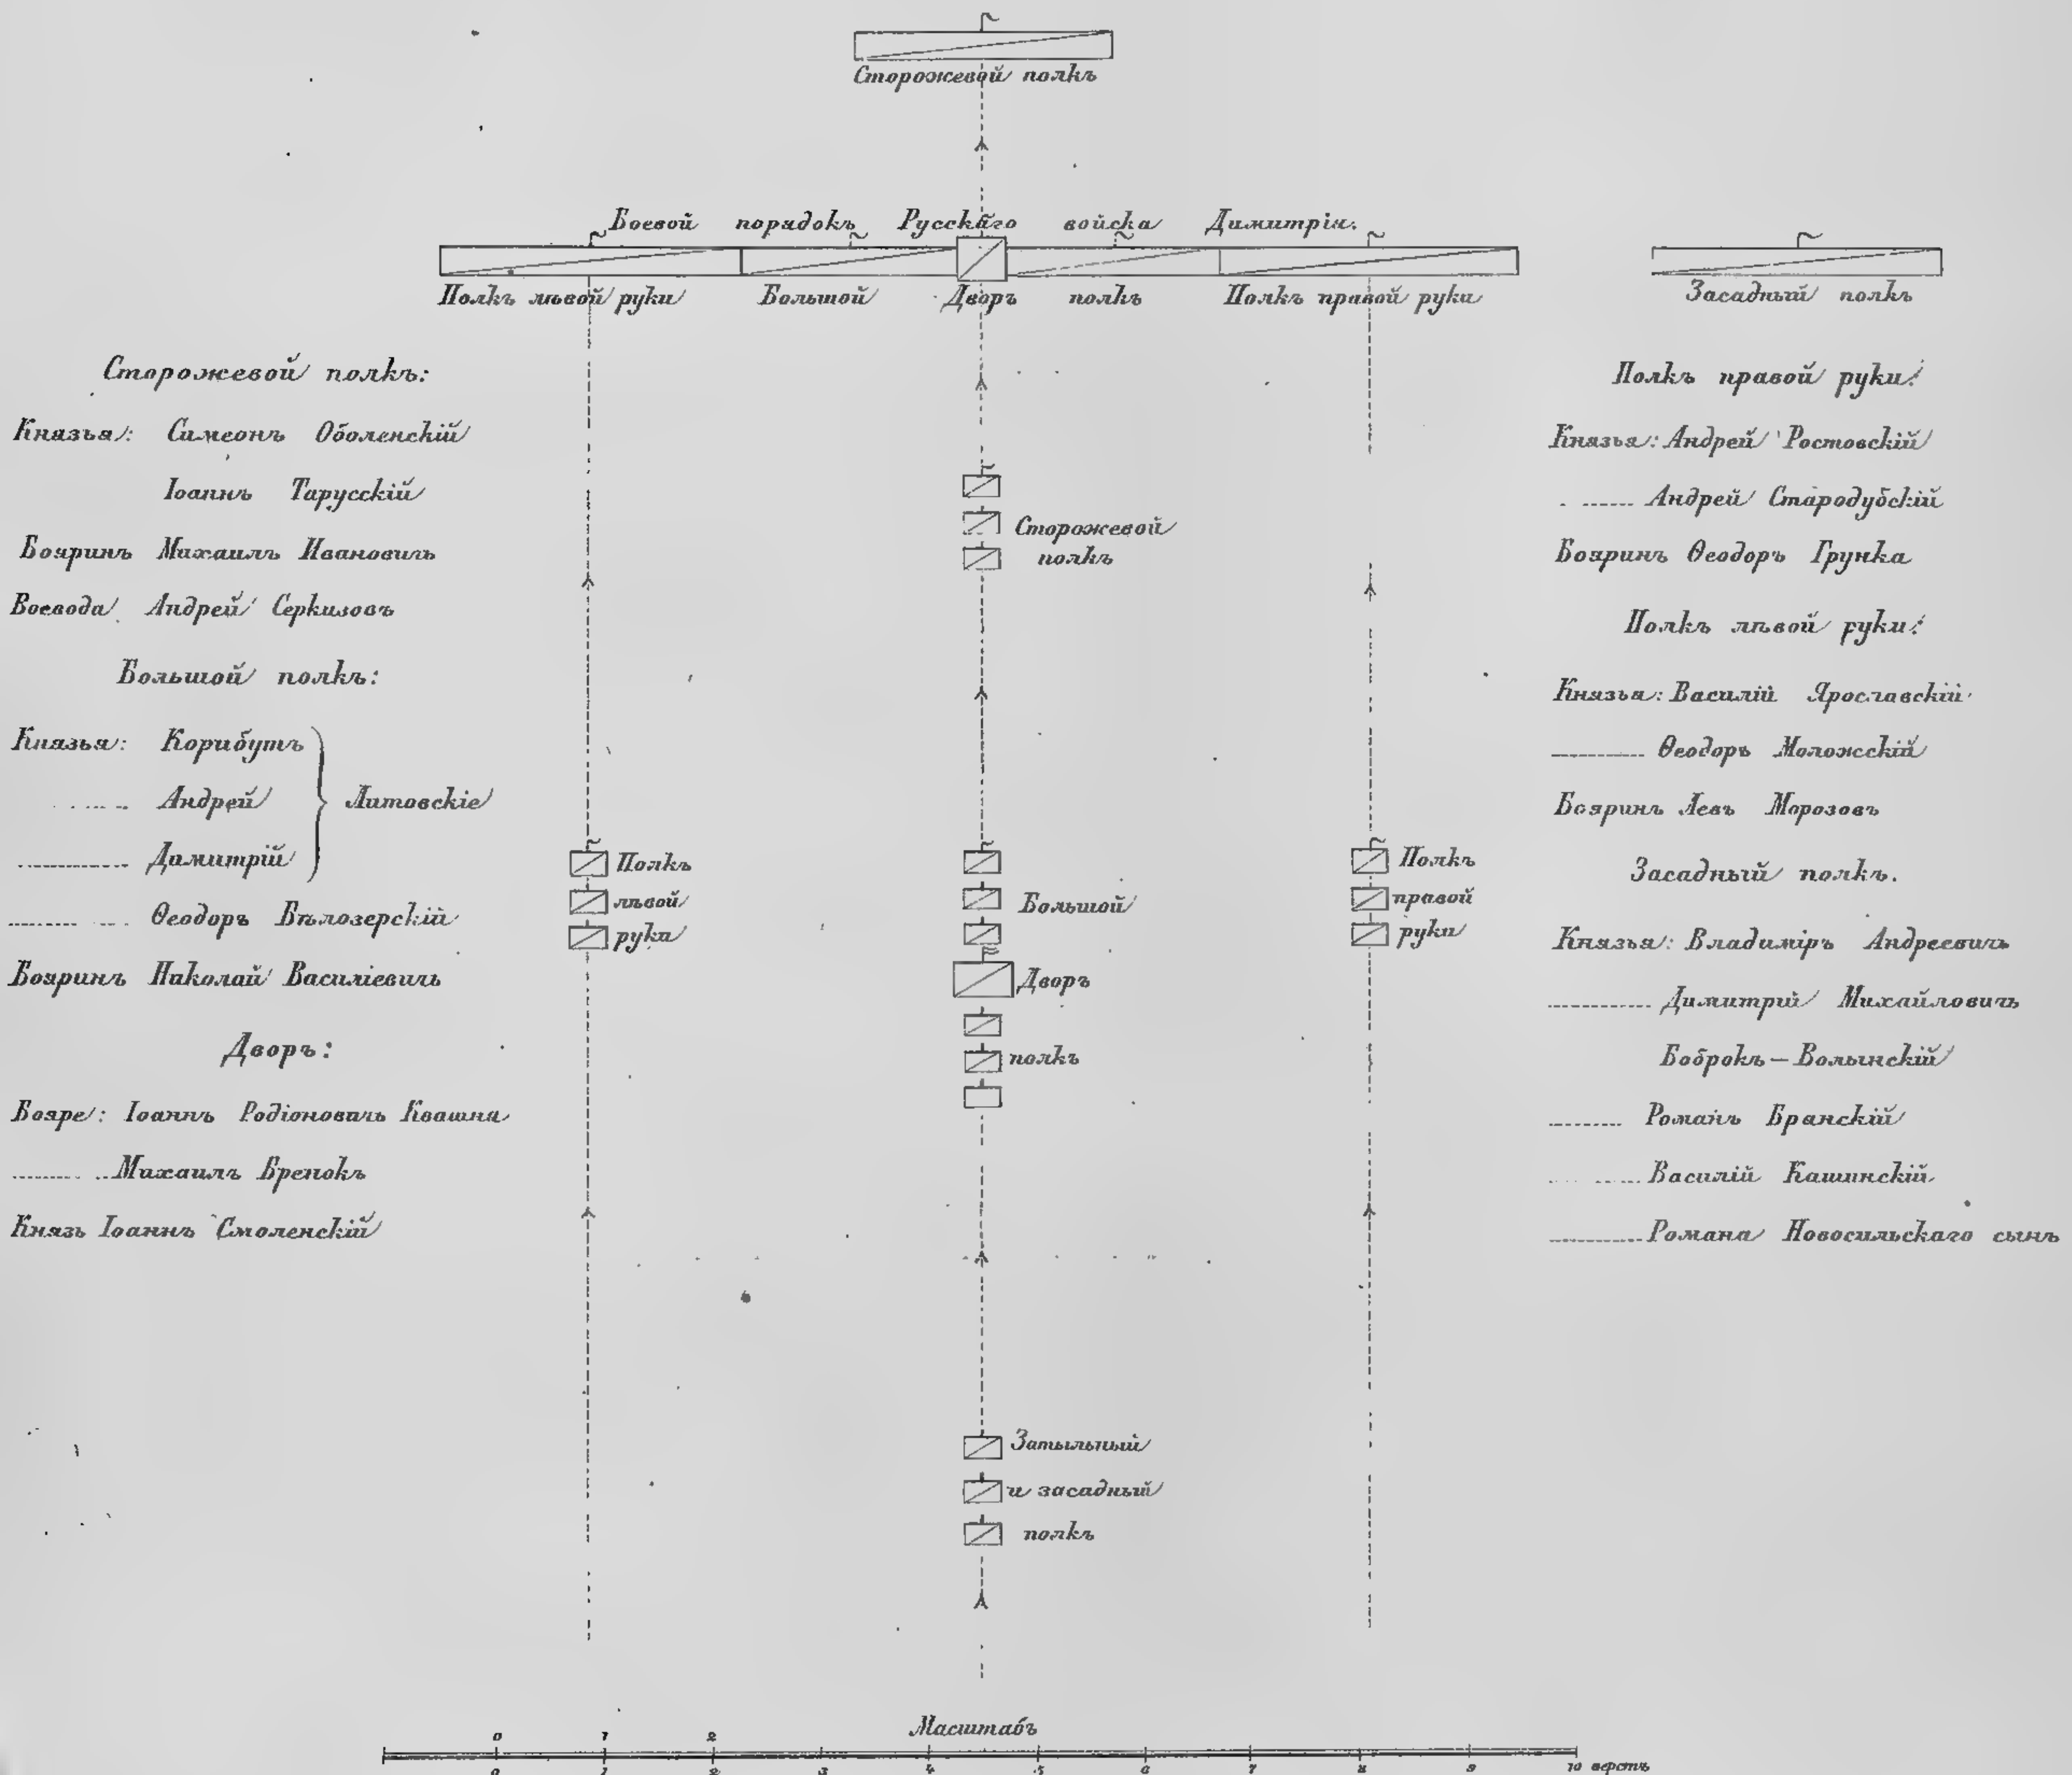 Сторожевой полкъ
Боевой порядокъ Русскаго войска Димитрія.
Полкъ лѣвой руки Большой Дворъ полкъ Полкъ правой руки
Засадный полкъ
Сторожевой полкъ:
Князья: Симеонъ Оболенскій
Іоаннъ Тарусскій
Бояринъ Михаилъ Ивановичъ
Воевода Андрей Серкизовъ
Большой полкъ:
Князья: Корибутъ
Андрей
Димитрій
Литовскіе
Ѳеодоръ Бѣлозерскій
Бояринъ Николай Василіевичъ
Дворъ:
Бояре: Іоаннъ Родіоновичъ Квашня
Михаилъ Бренокъ
Князь Іоаннъ Смоленскій
Сторожевой
полкъ
Полкъ
лѣвой
руки
Большой
Дворъ
полкъ
Полкъ
правой
руки
Затыльный
и засадный
полкъ
Полкъ правой руки:
Князья: Андрей Ростовскій
Андрей Стародубскій
Бояринъ Ѳеодоръ Грунка
Полкъ лѣвой руки:
Князья: Василій Ярославскій
Ѳеодоръ Моложскій
Бояринъ Левъ Морозовъ
Засадный полкъ.
Князья: Владиміръ Андреевичъ
Димитрій Михайловичъ
Боброкъ-Волынскій
Романъ Брянскій
Василій Кашинскій
Романа Новосильскаго сынъ
Масштабъ
0 1 2
0 1 2 3 4 5 6 7 8 9 10 верстъ